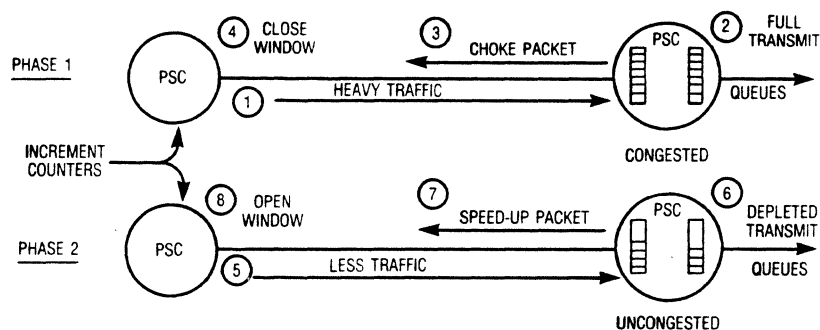 4 CLOSE WINDOW
3 CHOKE PACKET
2 FULL TRANSMIT QUEUES
PHASE 1
PSC
PSC
1 HEAVY TRAFFIC
CONGESTED
INCREMENT COUNTERS
8 OPEN WINDOW
7 SPEED-UP PACKET
6 DEPLETED TRANSMIT QUEUES
PHASE 2
PSC
PSC
5 LESS TRAFFIC
UNCONGESTED